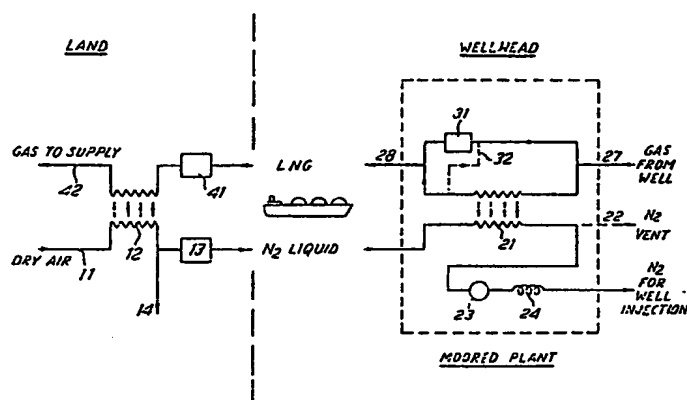 LAND
WELLHEAD
31
GAS TO SUPPLY
LNG
28
32
27
GAS FROM WELL
42
41
12
21
22
N2 VENT
DRY AIR
11
13
N2 LIQUID
14
23
24
N2 FOR WELL INJECTION
MOORED PLANT